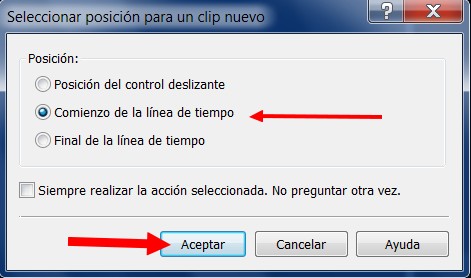 Seleccionar posición para un clip nuevo
?
Posición:
Posición del control deslizante
Comienzo de la línea de tiempo
Final de la línea de tiempo
Siempre realizar la acción seleccionada. No preguntar otra vez.
Aceptar Cancelar Ayuda